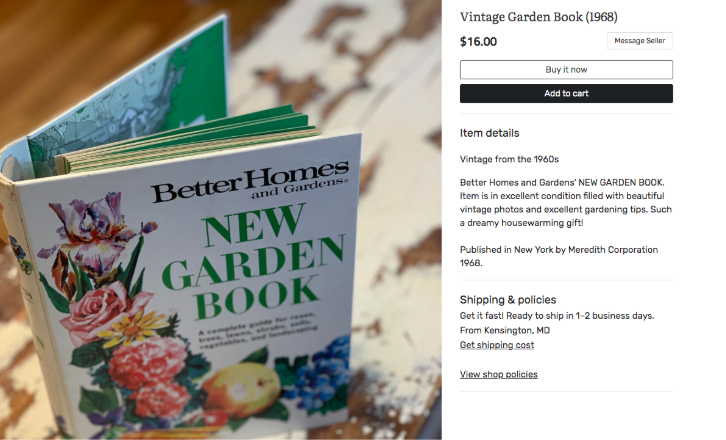 Better Homes
and Gardens®
NEW
GARDEN
BOOK
A complete guide for roses,
trees, lawns, shrubs, soils,
vegetables, and landscaping
Vintage Garden Book (1968)
$16.00
Message Seller
Buy it now
Add to cart
Item details
Vintage from the 1960s
Better Homes and Gardens' NEW GARDEN BOOK.
Item is in excellent condition filled with beautiful
vintage photos and excellent gardening tips. Such
a dreamy housewarming gift!
Published in New York by Meredith Corporation
1968.
Shipping & policies
Get it fast! Ready to ship in 1-2 business days.
From Kensington, MD
Get shipping cost
View shop policies